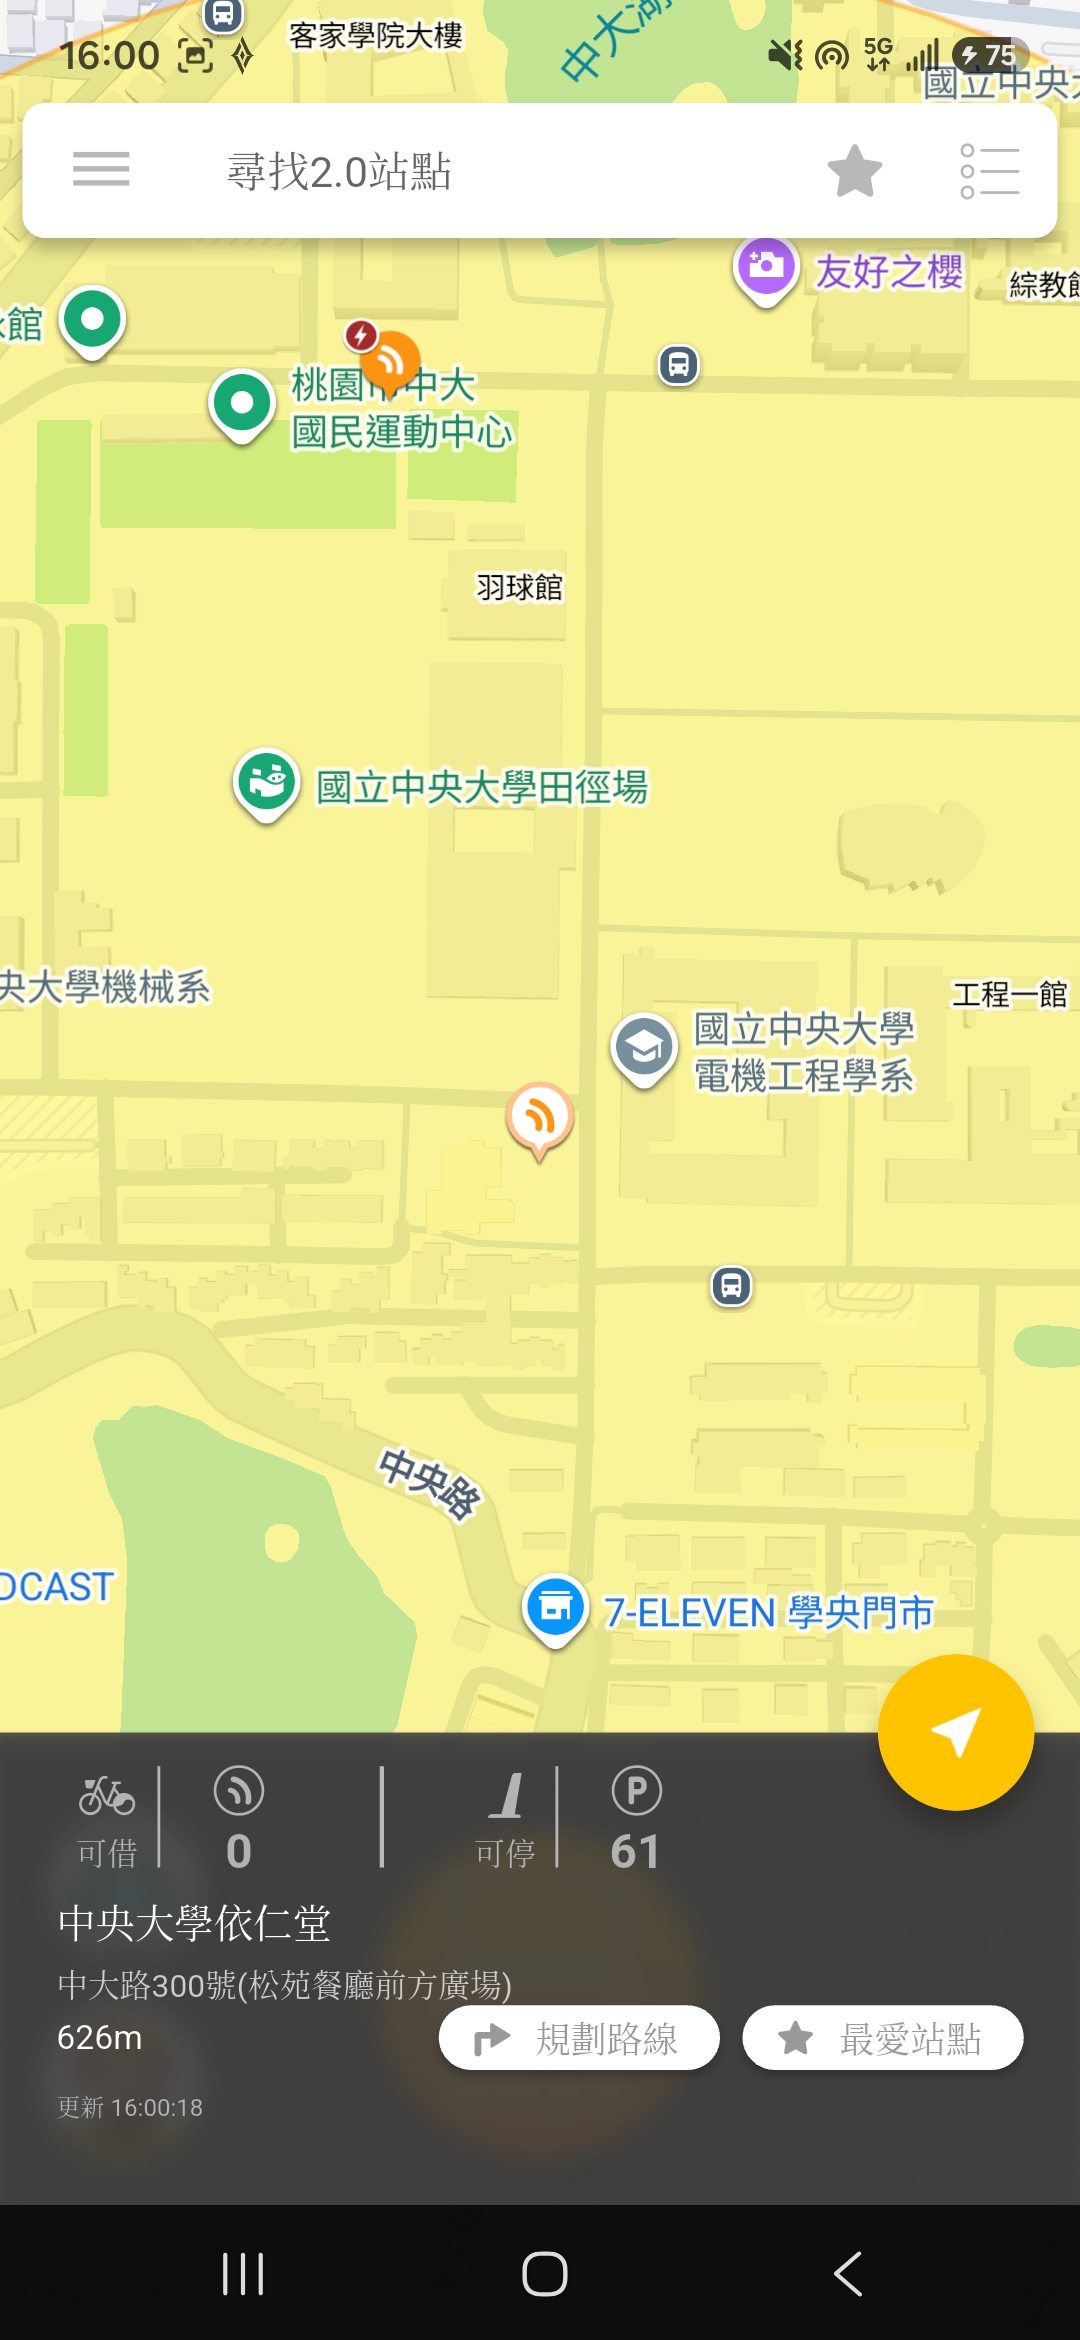 客家學院大樓
中大湖
16:00
5G
75
國立中央大
尋找2.0站點
友好之櫻
綜教館
館
桃園市中大
國民運動中心
羽球館
國立中央大學田徑場
央大學機械系
工程一館
國立中央大學
電機工程學系
中央路
DCAST
7-ELEVEN 學央門市
可借
0
可停
P
61
中央大學依仁堂
中大路300號(松苑餐廳前方廣場)
626m
規劃路線
最愛站點
更新 16:00:18